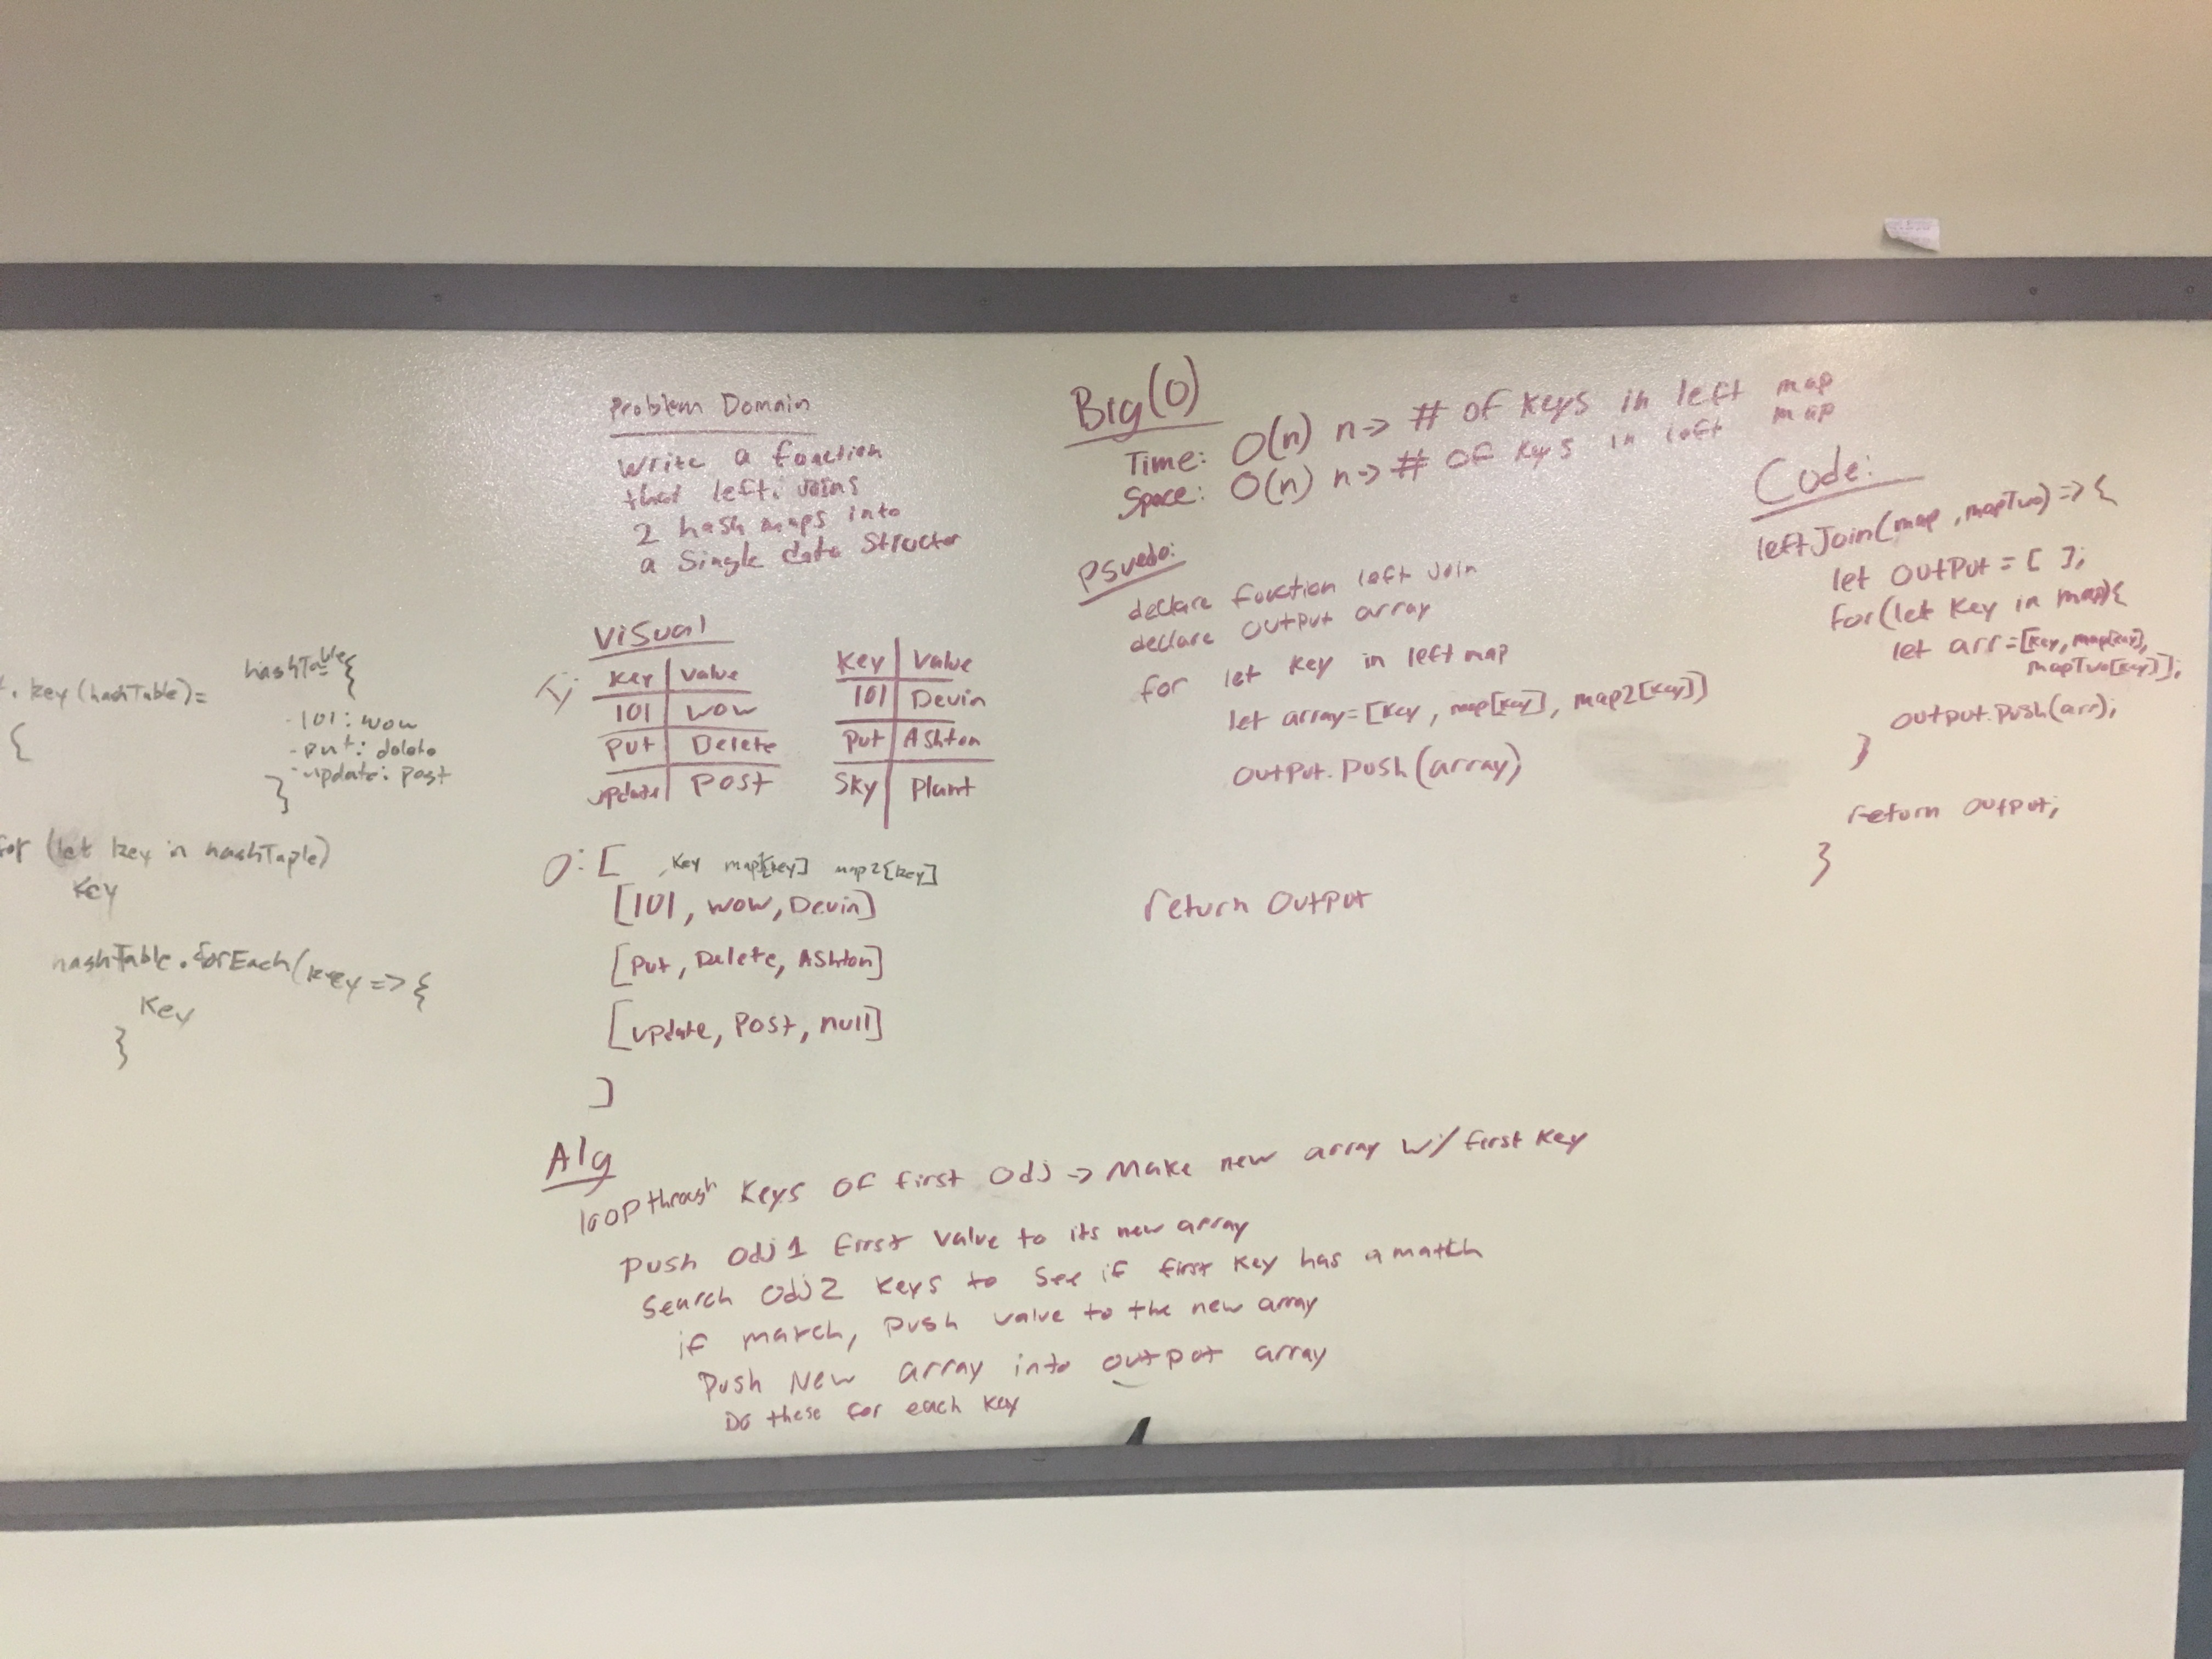 . key (hashTable)=
{
hashTable{
- 101: wow
- put: delete
- update: post
}
for (let key in hashTable)
Key
hashTable.forEach(key => {
Key
}
Problem Domain
Write a function
that left joins
2 hash maps into
a Single data Structor
Visual
I:
Key | Value
101 | wow
Put | Delete
update | Post
Key | Value
101 | Devin
Put | Ashton
Sky | Plant
O: [
, Key map[key] map2[key]
[101, wow, Devin]
[Put, Delete, Ashton]
[update, Post, null]
]
Alg
loop through Keys of first Obj -> Make new array w/ first Key
Push Obj 1 first value to its new array
Search Obj 2 Keys to see if first Key has a match
if match, Push value to the new array
Push New array into output array
Do these for each Key
Big(O)
Time: O(n) n-> # of Keys in left map
Space: O(n) n-> # of Keys in left map
Psuedo:
declare function left Join
declare output array
for let key in left map
let array = [Key, map[key], map2[key])
output.push(array)
return Output
Code:
leftJoin(map, mapTwo) => {
let output = [ ];
for(let Key in map){
let arr = [key, map[key],
mapTwo[key]];
output.push(arr);
}
return output;
}